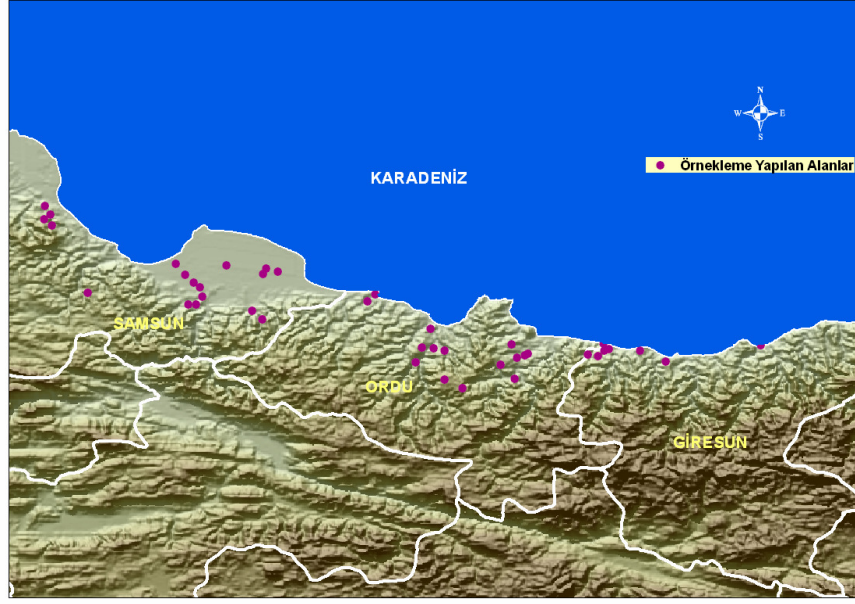 N
W E
S
Örnekleme Yapılan Alanlar
KARADENİZ
SAMSUN
ORDU
GİRESUN